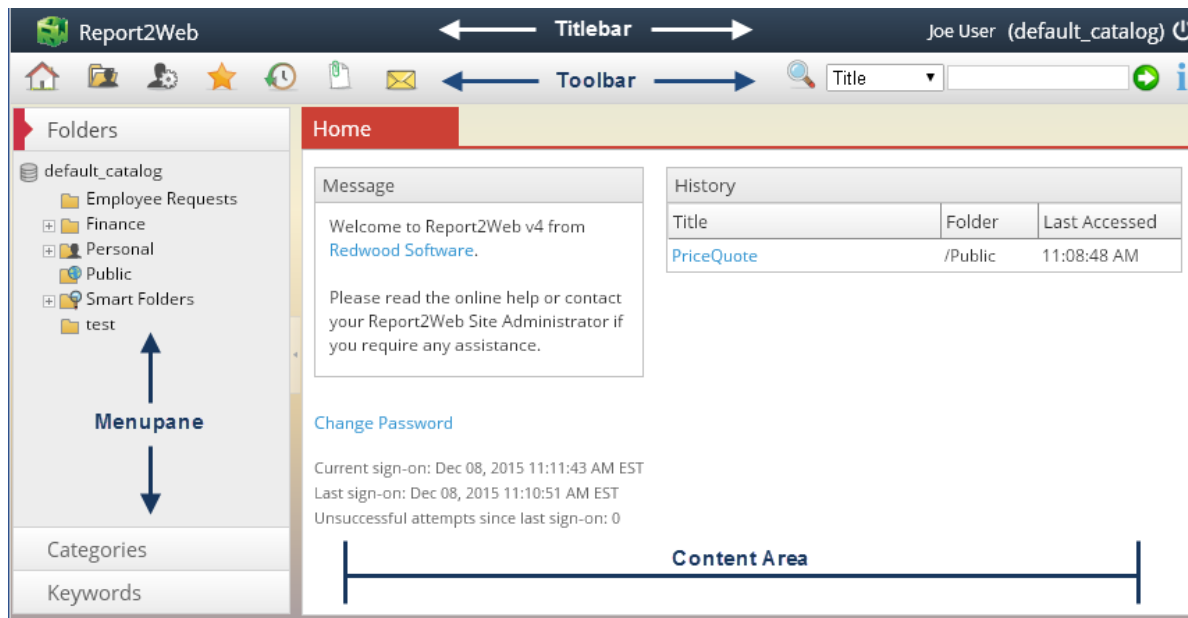 Report2Web
Titlebar
Joe User (default_catalog)
Toolbar
Title
Folders
default_catalog
Employee Requests
Finance
Personal
Public
Smart Folders
test
Menupane
Categories
Keywords
Home
Message
Welcome to Report2Web v4 from
Redwood Software.
Please read the online help or contact
your Report2Web Site Administrator if
you require any assistance.
History
Title Folder Last Accessed
PriceQuote /Public 11:08:48 AM
Change Password
Current sign-on: Dec 08, 2015 11:11:43 AM EST
Last sign-on: Dec 08, 2015 11:10:51 AM EST
Unsuccessful attempts since last sign-on: 0
Content Area